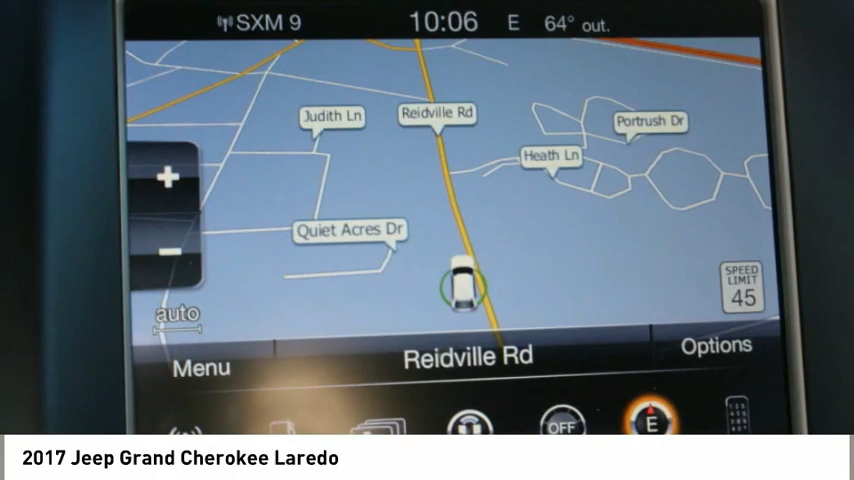 SXM 9 10:06 E 64° out.
Judith Ln
Reidville Rd
Portrush Dr
Heath Ln
+
Quiet Acres Dr
−
SPEED
LIMIT
45
auto
Menu
Reidville Rd
Options
OFF
E
2017 Jeep Grand Cherokee Laredo